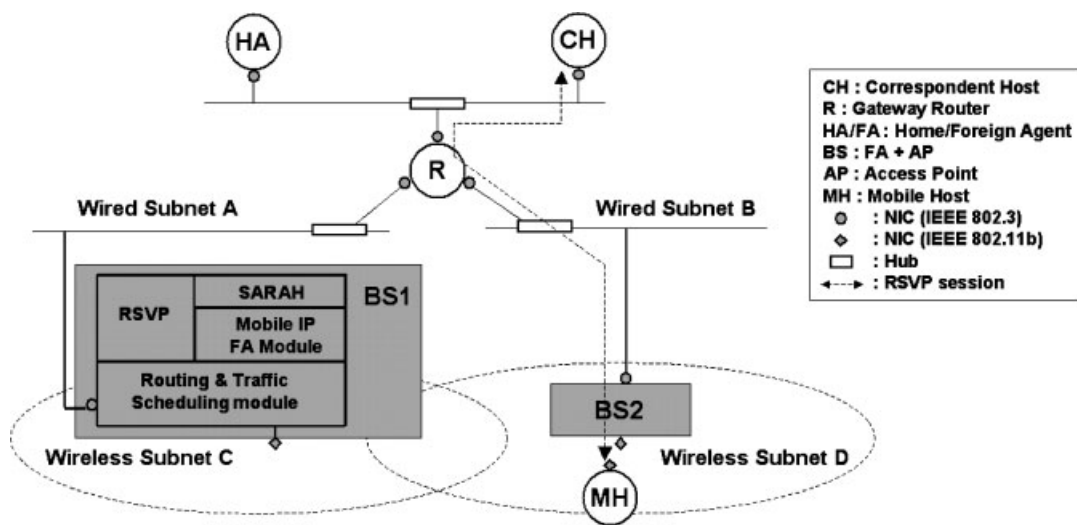 HA
CH
R
Wired Subnet A
Wired Subnet B
CH : Correspondent Host
R : Gateway Router
HA/FA : Home/Foreign Agent
BS : FA + AP
AP : Access Point
MH : Mobile Host
: NIC (IEEE 802.3)
: NIC (IEEE 802.11b)
: Hub
: RSVP session
BS1
RSVP
SARAH
Mobile IP
FA Module
Routing & Traffic
Scheduling module
BS2
Wireless Subnet C
Wireless Subnet D
MH